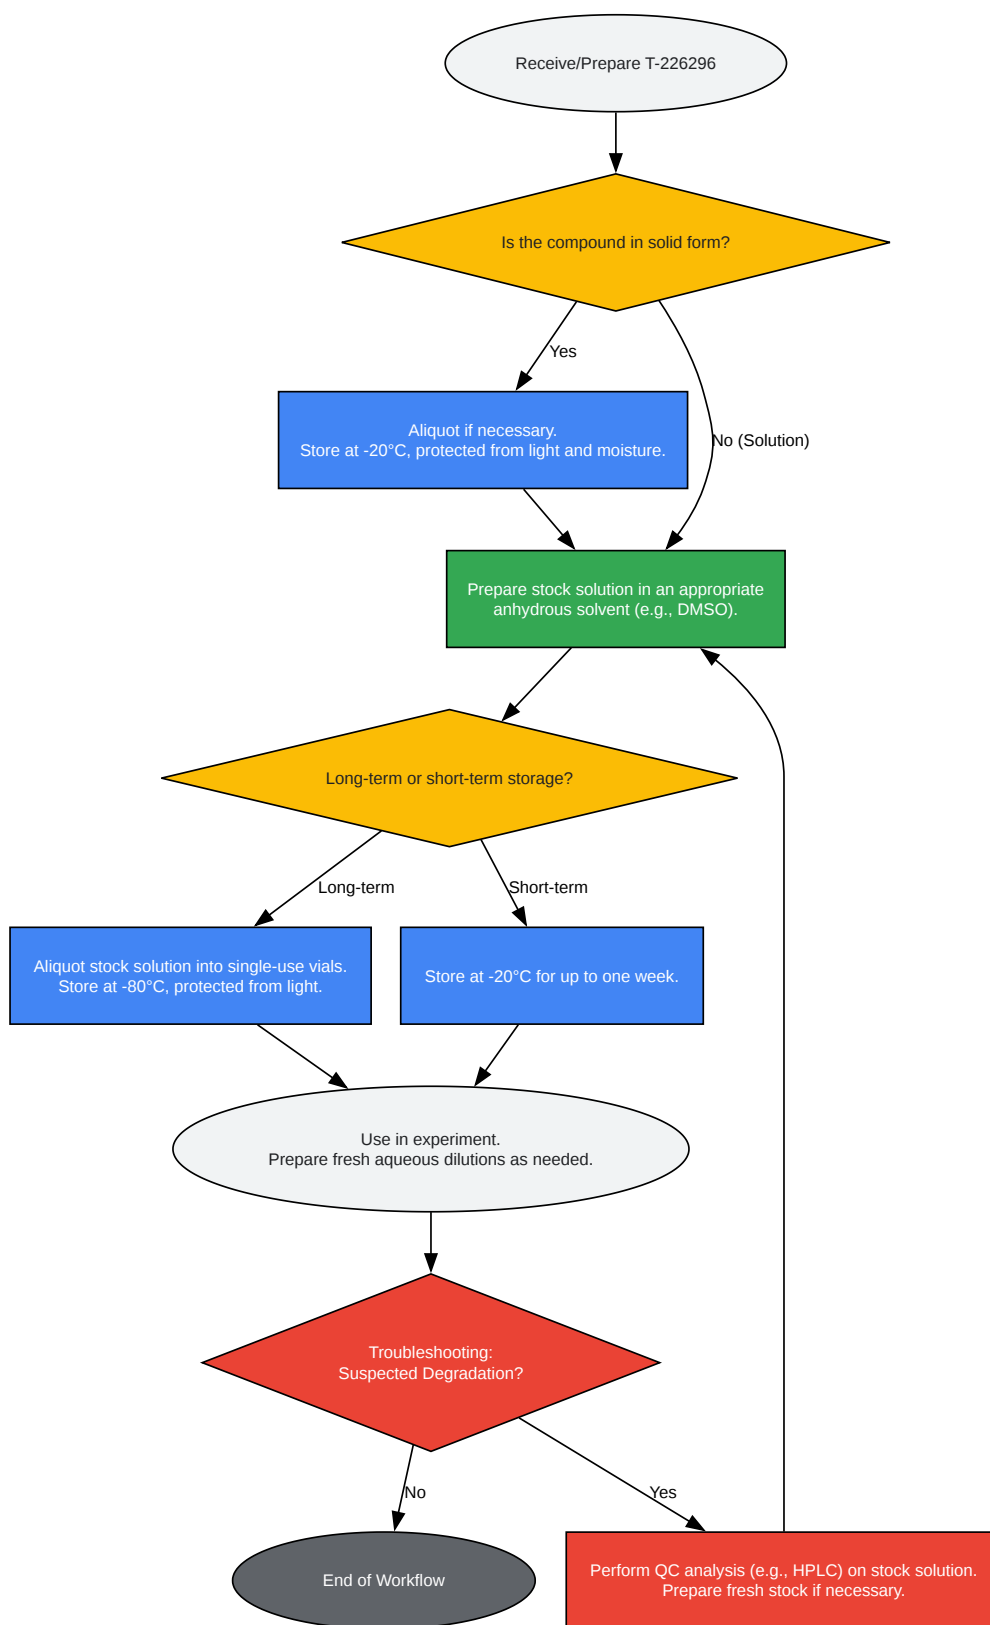 Receive/Prepare T-226296
Is the compound in solid form?
Yes
Aliquot if necessary.
Store at -20°C, protected from light and moisture.
No (Solution)
Prepare stock solution in an appropriate
anhydrous solvent (e.g., DMSO).
Long-term or short-term storage?
Long-term
Short-term
Aliquot stock solution into single-use vials.
Store at -80°C, protected from light.
Store at -20°C for up to one week.
Use in experiment.
Prepare fresh aqueous dilutions as needed.
Troubleshooting:
Suspected Degradation?
No
Yes
End of Workflow
Perform QC analysis (e.g., HPLC) on stock solution.
Prepare fresh stock if necessary.